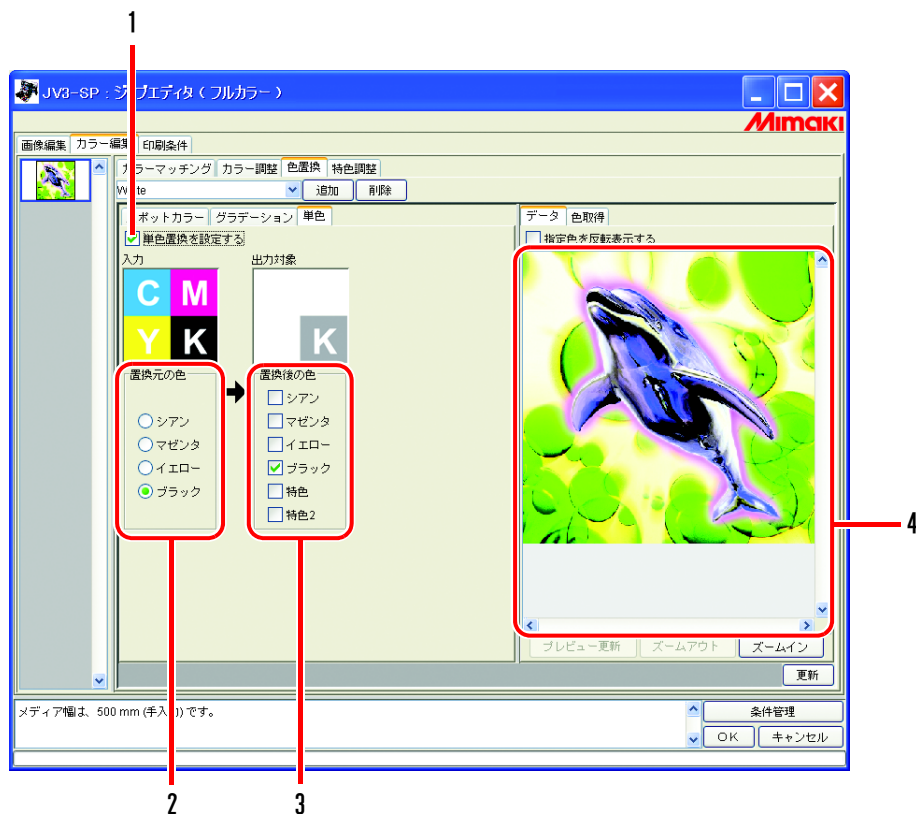 1
JV3-SP : ジョブエディタ ( フルカラー )
Mimaki
画像編集 カラー編集 印刷条件
カラーマッチング カラー調整 色置換 特色調整
追加 削除
スポットカラー グラデーション 単色
データ 色取得
単色置換を設定する
指定色を反転表示する
入力 出力対象
C M
Y K
K
置換元の色
置換後の色
シアン
マゼンタ
イエロー
ブラック
シアン
マゼンタ
イエロー
ブラック
特色
特色2
4
プレビュー更新 ズームアウト ズームイン
更新
メディア幅は、500 mm (手入力) です。
条件管理
OK キャンセル
2 3